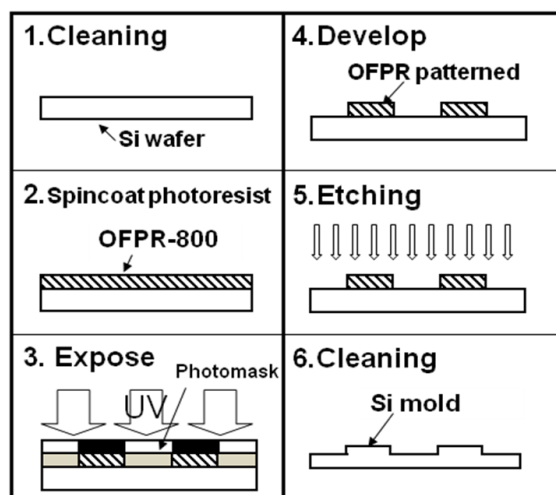 1.Cleaning
Si wafer
2.Spincoat photoresist
OFPR-800
3. Expose
Photomask
UV
4.Develop
OFPR patterned
5.Etching
6.Cleaning
Si mold